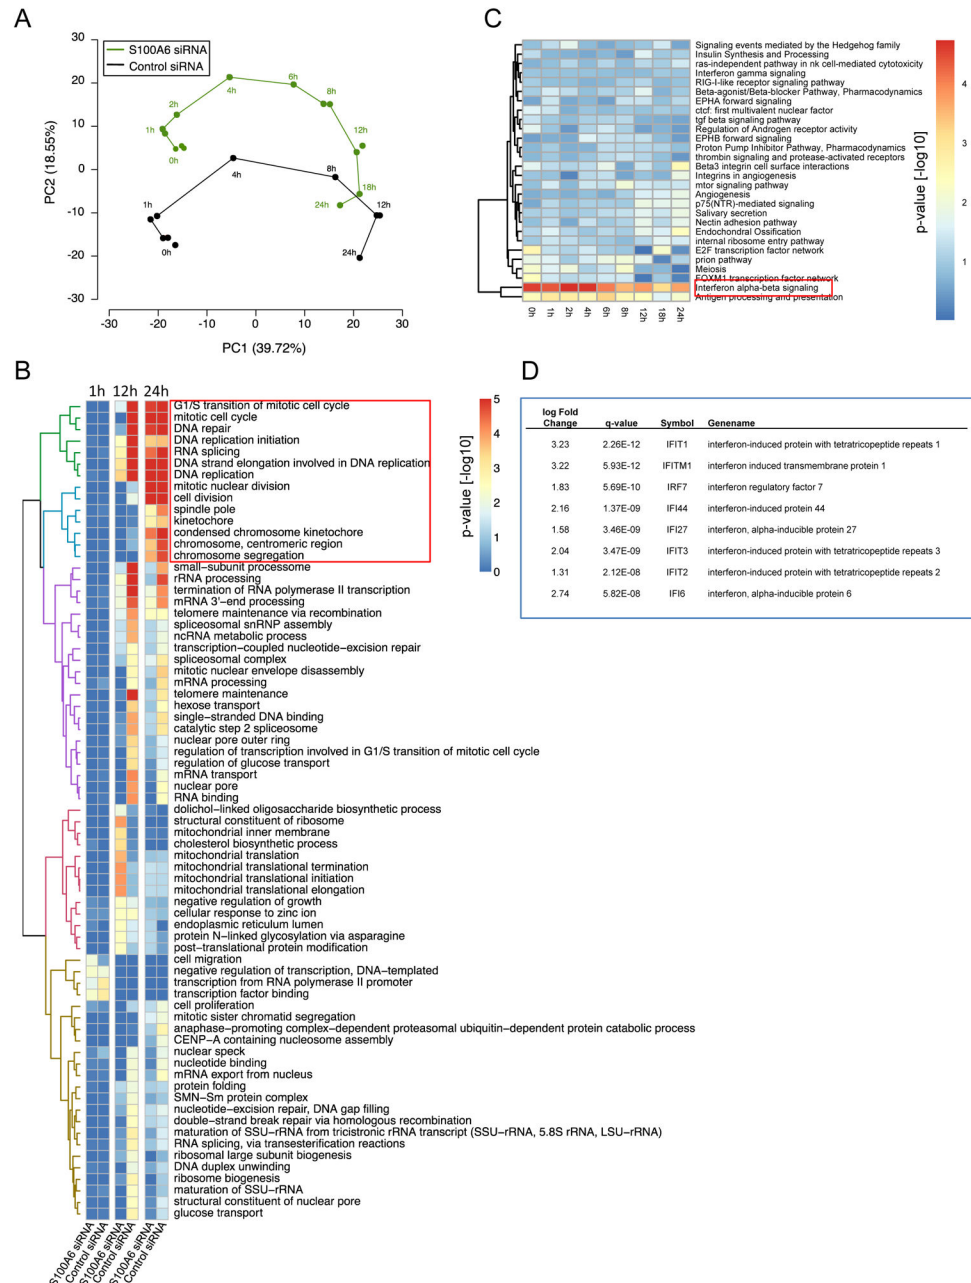 A
S100A6 siRNA
Control siRNA
30
20
10
0
-10
-20
-30
PC2 (18.55%)
-30
-20
-10
0
10
20
30
PC1 (39.72%)
0h
1h
2h
4h
6h
8h
12h
18h
24h
0h
1h
4h
8h
12h
24h
C
Signaling events mediated by the Hedgehog family
Insulin Synthesis and Processing
ras-independent pathway in nk cell-mediated cytotoxicity
Interferon gamma signaling
RIG-I-like receptor signaling pathway
Beta-agonist/Beta-blocker Pathway, Pharmacodynamics
EPHA forward signaling
ctcf: first multivalent nuclear factor
tgf beta signaling pathway
Regulation of Androgen receptor activity
EPHB forward signaling
Proton Pump Inhibitor Pathway, Pharmacodynamics
thrombin signaling and protease-activated receptors
Beta3 integrin cell surface interactions
Integrins in angiogenesis
mtor signaling pathway
Angiogenesis
p75(NTR)-mediated signaling
Salivary secretion
Nectin adhesion pathway
Endochondral Ossification
internal ribosome entry pathway
E2F transcription factor network
prion pathway
Meiosis
FOXM1 transcription factor network
Interferon alpha-beta signaling
Antigen processing and presentation
0h 1h 2h 4h 6h 8h 12h 18h 24h
p-value [-log10]
4
3
2
1
B
1h 12h 24h
G1/S transition of mitotic cell cycle
mitotic cell cycle
DNA repair
DNA replication initiation
RNA splicing
DNA strand elongation involved in DNA replication
DNA replication
mitotic nuclear division
cell division
spindle pole
kinetochore
condensed chromosome kinetochore
chromosome, centromeric region
chromosome segregation
small-subunit processome
rRNA processing
termination of RNA polymerase II transcription
mRNA 3'-end processing
telomere maintenance via recombination
spliceosomal snRNP assembly
ncRNA metabolic process
transcription-coupled nucleotide-excision repair
spliceosomal complex
mitotic nuclear envelope disassembly
mRNA processing
telomere maintenance
hexose transport
single-stranded DNA binding
catalytic step 2 spliceosome
nuclear pore outer ring
regulation of transcription involved in G1/S transition of mitotic cell cycle
regulation of glucose transport
mRNA transport
nuclear pore
RNA binding
dolichol-linked oligosaccharide biosynthetic process
structural constituent of ribosome
mitochondrial inner membrane
cholesterol biosynthetic process
mitochondrial translation
mitochondrial translational termination
mitochondrial translational initiation
mitochondrial translational elongation
negative regulation of growth
cellular response to zinc ion
endoplasmic reticulum lumen
protein N-linked glycosylation via asparagine
post-translational protein modification
cell migration
negative regulation of transcription, DNA-templated
transcription from RNA polymerase II promoter
transcription factor binding
cell proliferation
mitotic sister chromatid segregation
anaphase-promoting complex-dependent proteasomal ubiquitin-dependent protein catabolic process
CENP-A containing nucleosome assembly
nuclear speck
nucleotide binding
mRNA export from nucleus
protein folding
SMN-Sm protein complex
nucleotide-excision repair, DNA gap filling
double-strand break repair via homologous recombination
maturation of SSU-rRNA from tricistronic rRNA transcript (SSU-rRNA, 5.8S rRNA, LSU-rRNA)
RNA splicing, via transesterification reactions
ribosomal large subunit biogenesis
DNA duplex unwinding
ribosome biogenesis
maturation of SSU-rRNA
structural constituent of nuclear pore
glucose transport
S100A6 siRNA
Control siRNA
S100A6 siRNA
Control siRNA
S100A6 siRNA
Control siRNA
p-value [-log10]
5
4
3
2
1
0
D
log Fold Change q-value Symbol Genename
3.23 2.26E-12 IFIT1 interferon-induced protein with tetratricopeptide repeats 1
3.22 5.93E-12 IFITM1 interferon induced transmembrane protein 1
1.83 5.69E-10 IRF7 interferon regulatory factor 7
2.16 1.37E-09 IFI44 interferon-induced protein 44
1.58 3.46E-09 IFI27 interferon, alpha-inducible protein 27
2.04 3.47E-09 IFIT3 interferon-induced protein with tetratricopeptide repeats 3
1.31 2.12E-08 IFIT2 interferon-induced protein with tetratricopeptide repeats 2
2.74 5.82E-08 IFI6 interferon, alpha-inducible protein 6